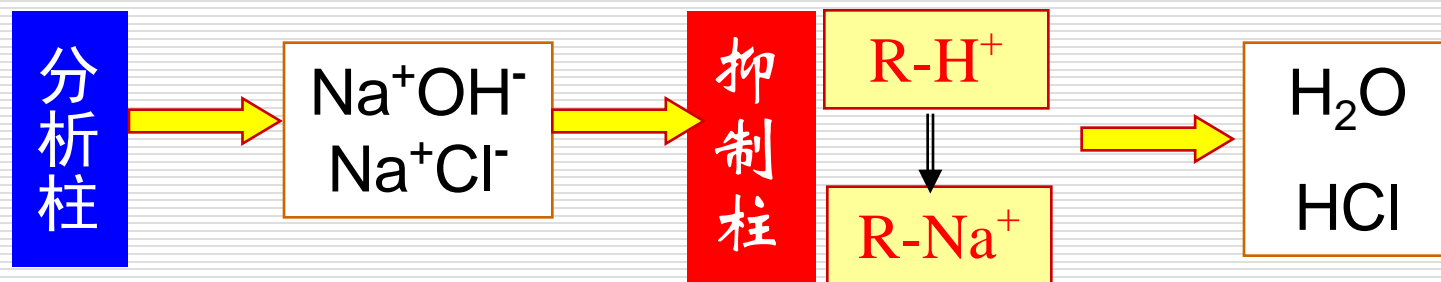 分析柱
Na⁺OH⁻
Na⁺Cl⁻
抑制柱
R-H⁺
R-Na⁺
H₂O
HCl